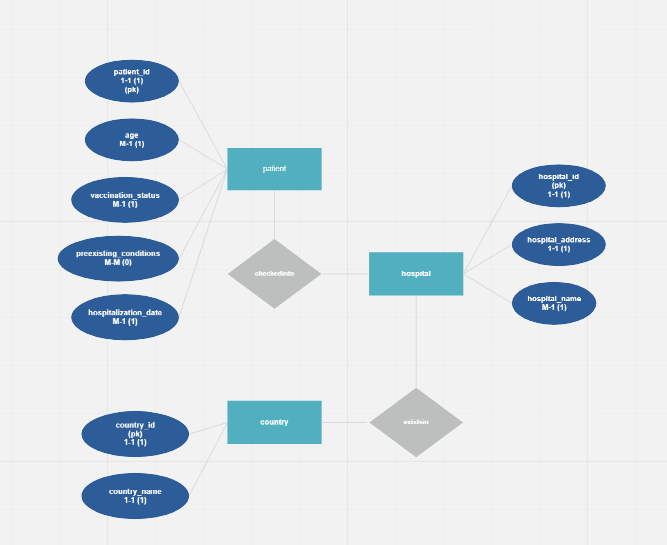 patient_id
1-1 (1)
(pk)
age
M-1 (1)
patient
vaccination_status
M-1 (1)
hospital_id
(pk)
1-1 (1)
preexisting_conditions
M-M (0)
hospital_address
1-1 (1)
checkedinto
hospital
hospitalization_date
M-1 (1)
hospital_name
M-1 (1)
country_id
(pk)
1-1 (1)
country
country_name
1-1 (1)